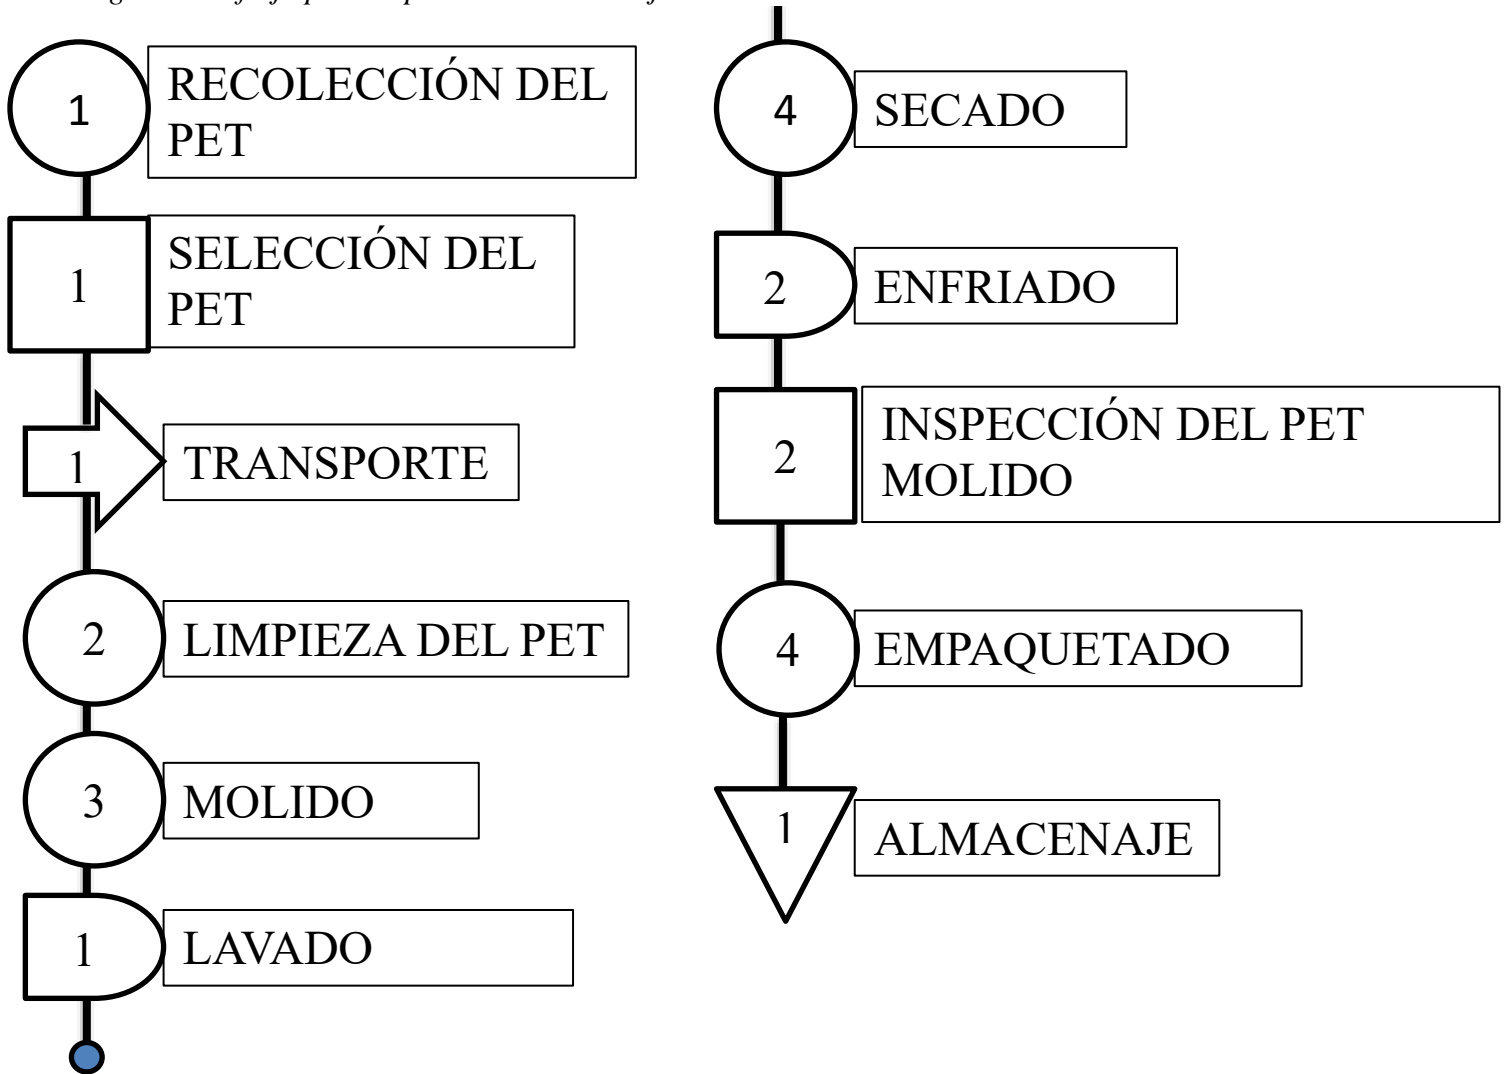 1
RECOLECCIÓN DEL
PET
1
SELECCIÓN DEL
PET
1
TRANSPORTE
2
LIMPIEZA DEL PET
3
MOLIDO
1
LAVADO
4
SECADO
2
ENFRIADO
2
INSPECCIÓN DEL PET
MOLIDO
4
EMPAQUETADO
1
ALMACENAJE